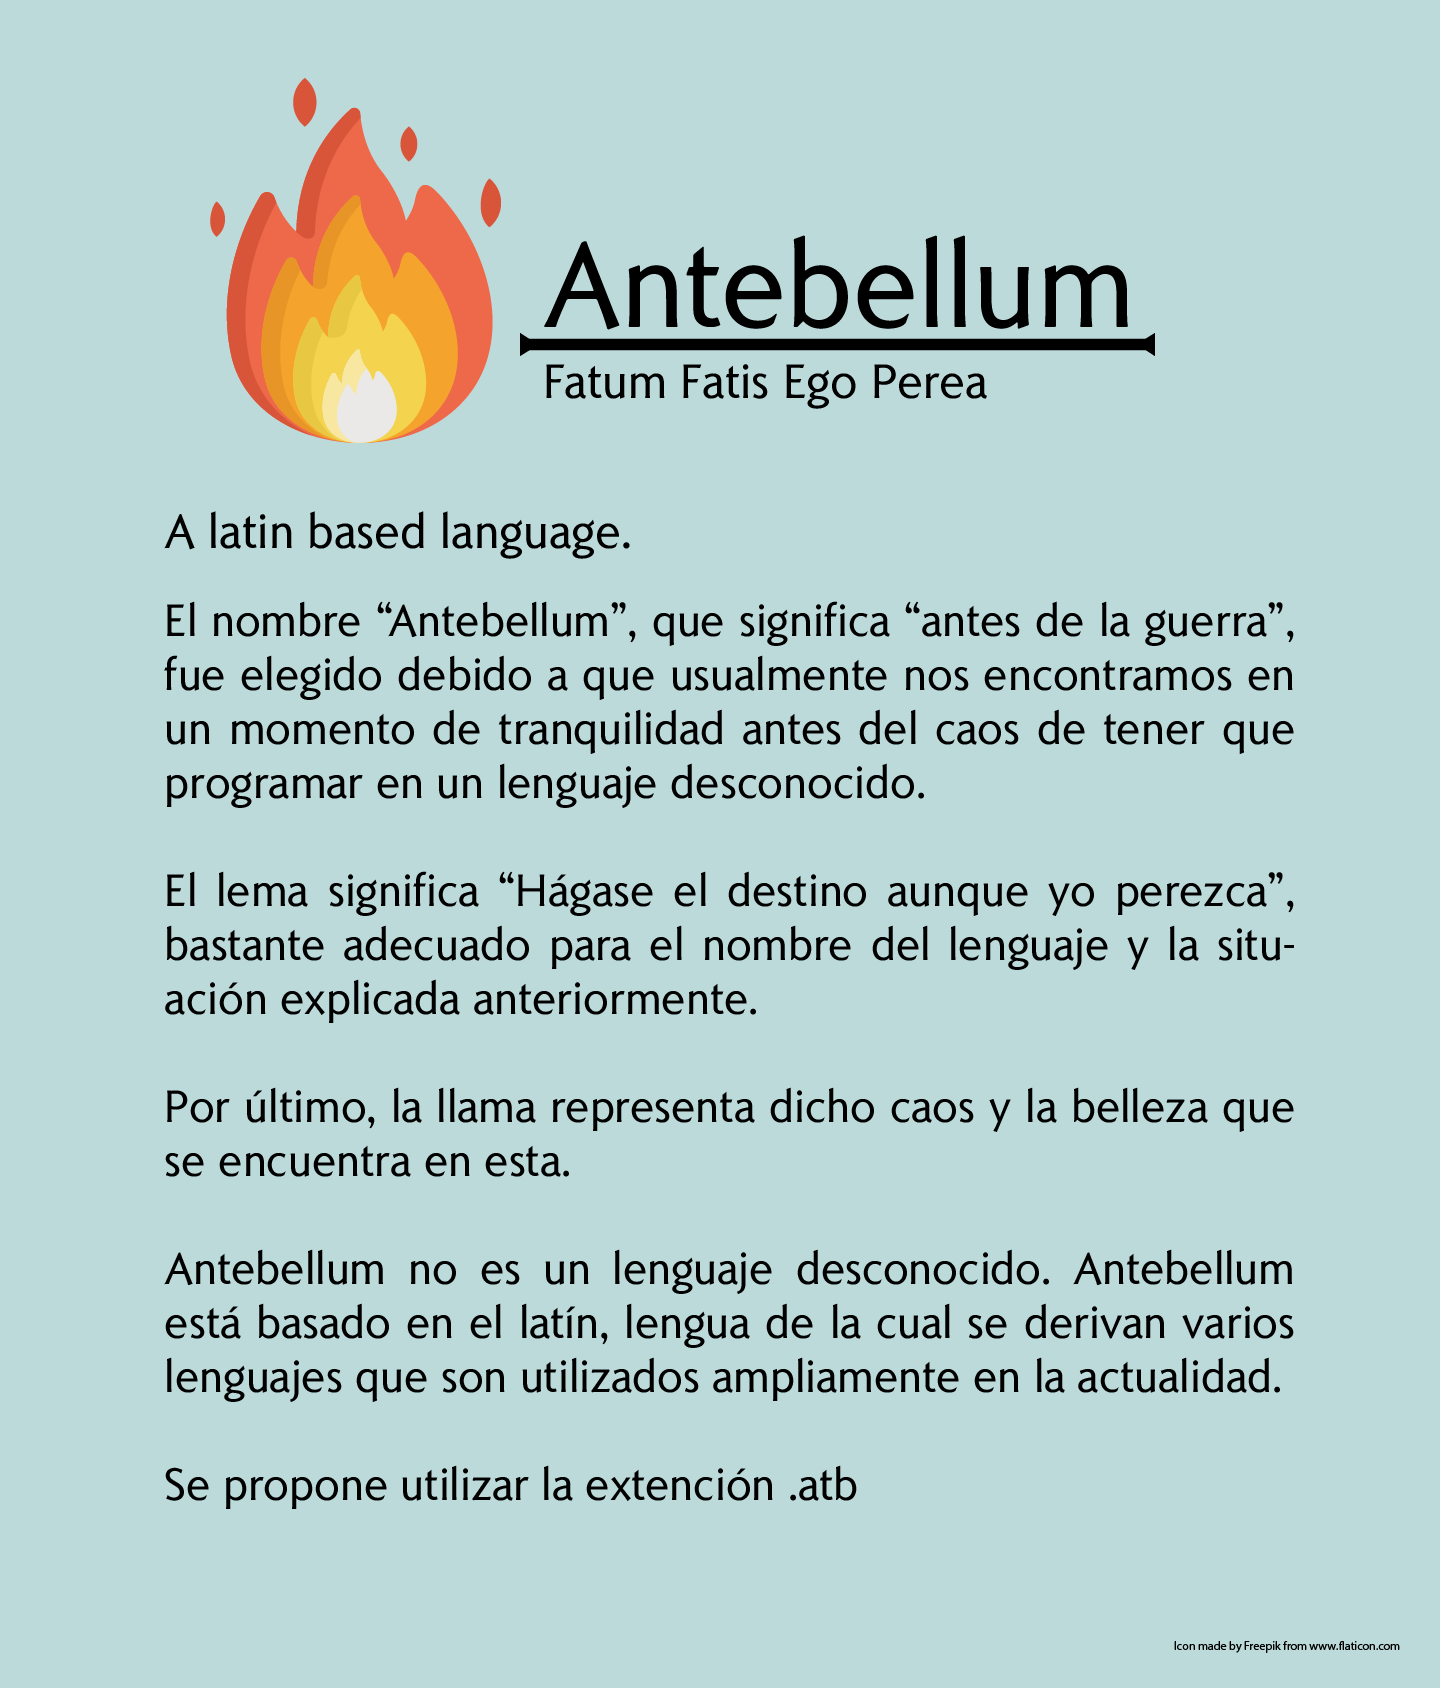 Antebellum
Fatum Fatis Ego Perea
A latin based language.
El nombre “Antebellum”, que significa “antes de la guerra”,
fue elegido debido a que usualmente nos encontramos en
un momento de tranquilidad antes del caos de tener que
programar en un lenguaje desconocido.
El lema significa “Hágase el destino aunque yo perezca”,
bastante adecuado para el nombre del lenguaje y la situ-
ación explicada anteriormente.
Por último, la llama representa dicho caos y la belleza que
se encuentra en esta.
Antebellum no es un lenguaje desconocido. Antebellum
está basado en el latín, lengua de la cual se derivan varios
lenguajes que son utilizados ampliamente en la actualidad.
Se propone utilizar la extención .atb
Icon made by Freepik from www.flaticon.com